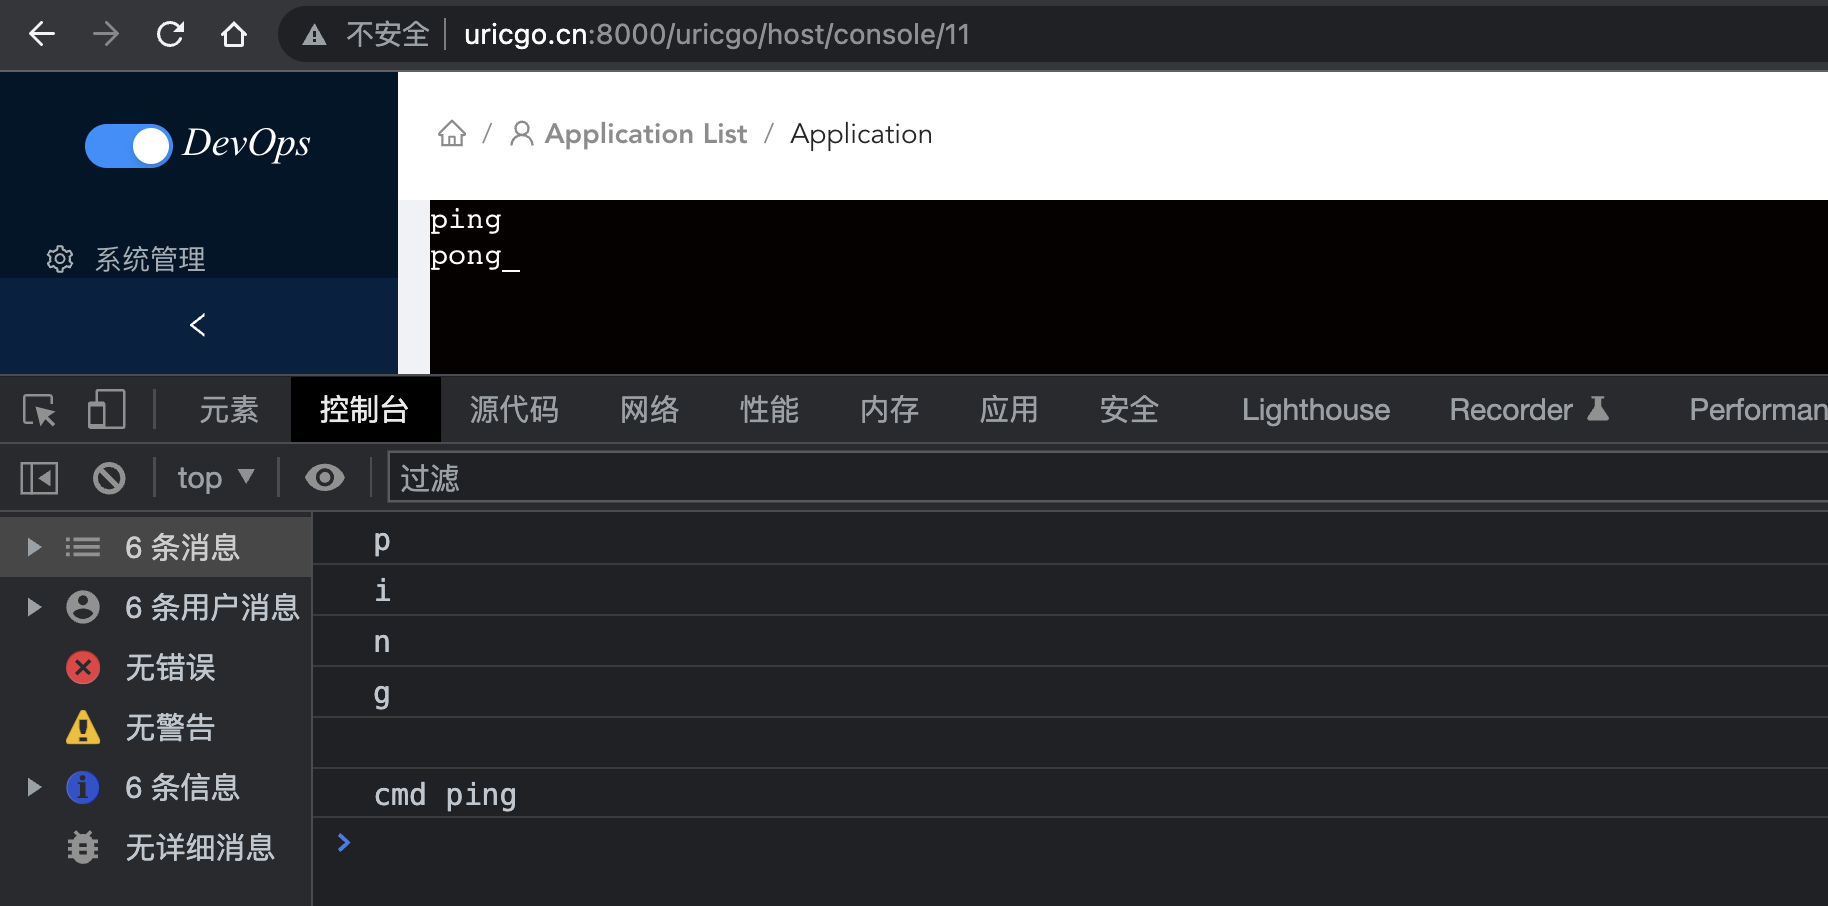 不安全 uricgo.cn:8000/uricgo/host/console/11
DevOps
/ Application List / Application
系统管理
ping
pong_
元素 控制台 源代码 网络 性能 内存 应用 安全 Lighthouse Recorder Performan
top 过滤
6 条消息
6 条用户消息
无错误
无警告
6 条信息
无详细消息
p
i
n
g
cmd ping